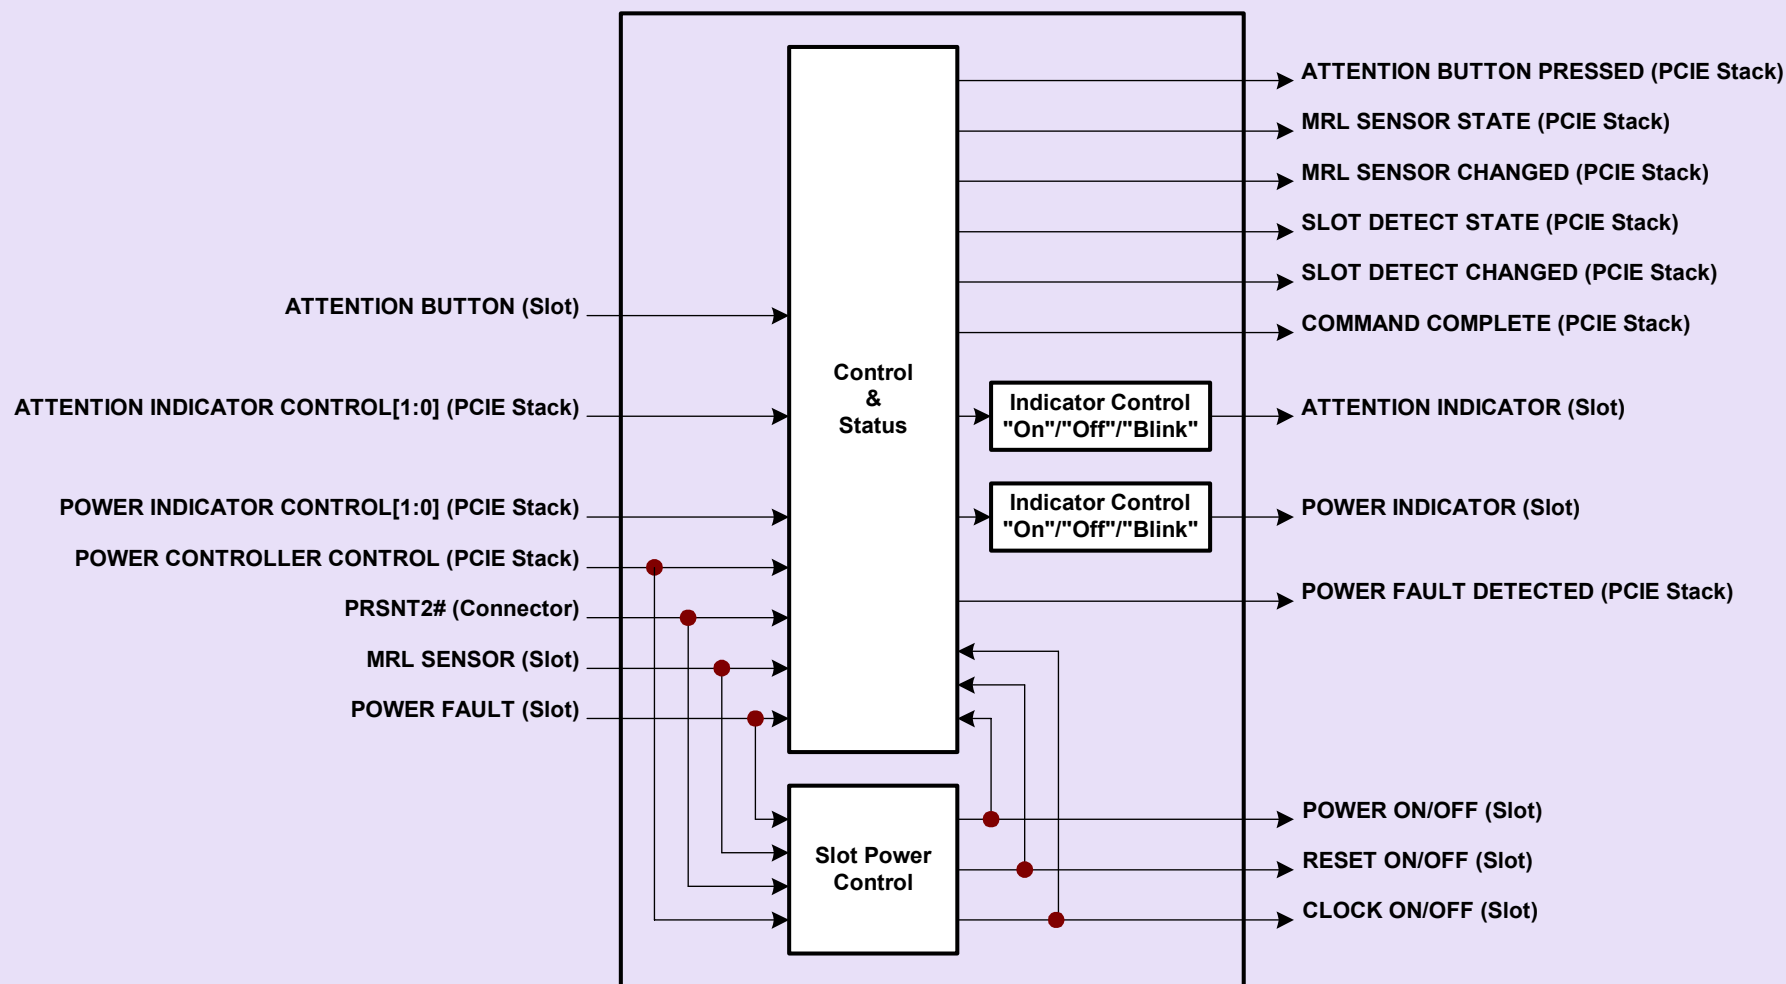 ATTENTION BUTTON PRESSED (PCIE Stack)
MRL SENSOR STATE (PCIE Stack)
MRL SENSOR CHANGED (PCIE Stack)
SLOT DETECT STATE (PCIE Stack)
SLOT DETECT CHANGED (PCIE Stack)
ATTENTION BUTTON (Slot)
COMMAND COMPLETE (PCIE Stack)
Control
&
Status
ATTENTION INDICATOR CONTROL[1:0] (PCIE Stack)
Indicator Control
"On"/"Off"/"Blink"
ATTENTION INDICATOR (Slot)
POWER INDICATOR CONTROL[1:0] (PCIE Stack)
Indicator Control
"On"/"Off"/"Blink"
POWER INDICATOR (Slot)
POWER CONTROLLER CONTROL (PCIE Stack)
POWER FAULT DETECTED (PCIE Stack)
PRSNT2# (Connector)
MRL SENSOR (Slot)
POWER FAULT (Slot)
POWER ON/OFF (Slot)
Slot Power
Control
RESET ON/OFF (Slot)
CLOCK ON/OFF (Slot)